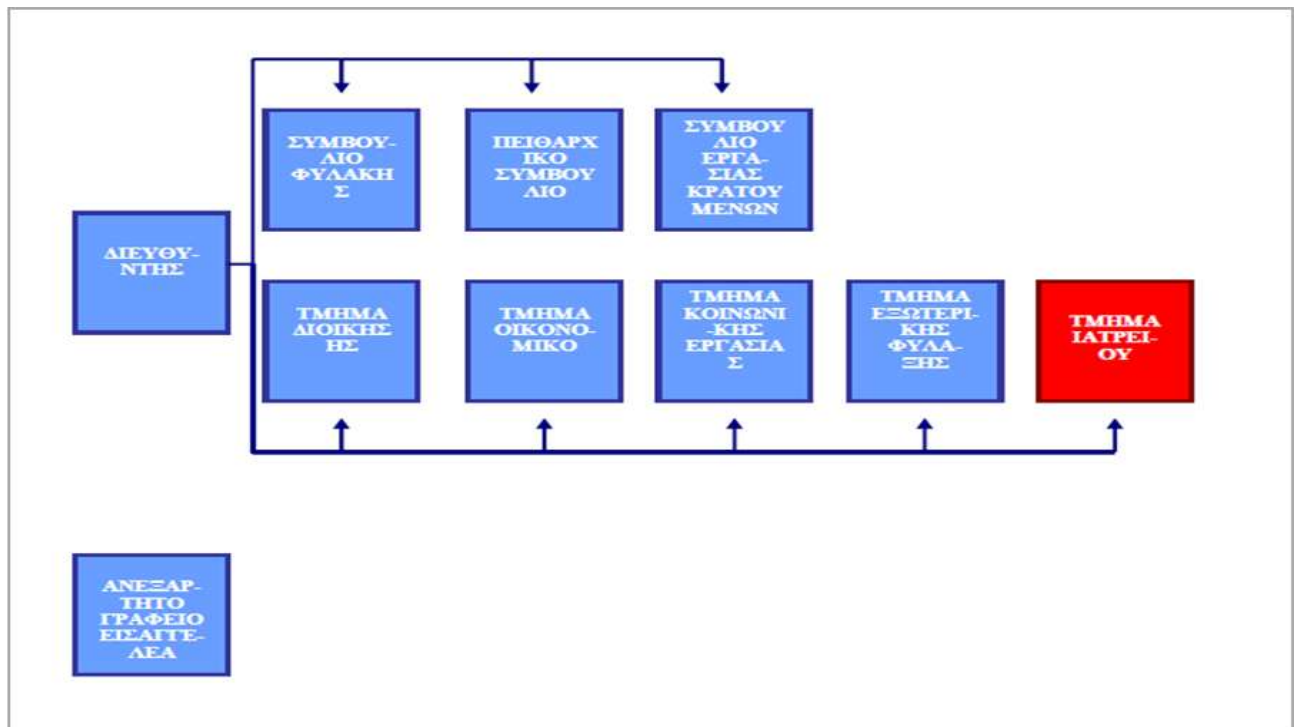 ΣΥΜΒΟΥ-
ΛΙΟ
ΦΥΛΑΚΗ
Σ
ΠΕΙΘΑΡΧ
ΙΚΟ
ΣΥΜΒΟΥ
ΛΙΟ
ΣΥΜΒΟΥ
ΛΙΟ
ΕΡΓΑ-
ΣΙΑΣ
ΚΡΑΤΟΥ
ΜΕΝΩΝ
ΔΙΕΥΘΥ-
ΝΤΗΣ
ΤΜΗΜΑ
ΔΙΟΙΚΗΣ
ΗΣ
ΤΜΗΜΑ
ΟΙΚΟΝΟ-
ΜΙΚΟ
ΤΜΗΜΑ
ΚΟΙΝΩΝΙ
-ΚΗΣ
ΕΡΓΑΣΙΑ
Σ
ΤΜΗΜΑ
ΕΞΩΤΕΡΙ-
ΚΗΣ
ΦΥΛΑ-
ΞΗΣ
ΤΜΗΜΑ
ΙΑΤΡΕΙ-
ΟΥ
ΑΝΕΞΑΡ-
ΤΗΤΟ
ΓΡΑΦΕΙΟ
ΕΙΣΑΓΓΕ-
ΛΕΑ